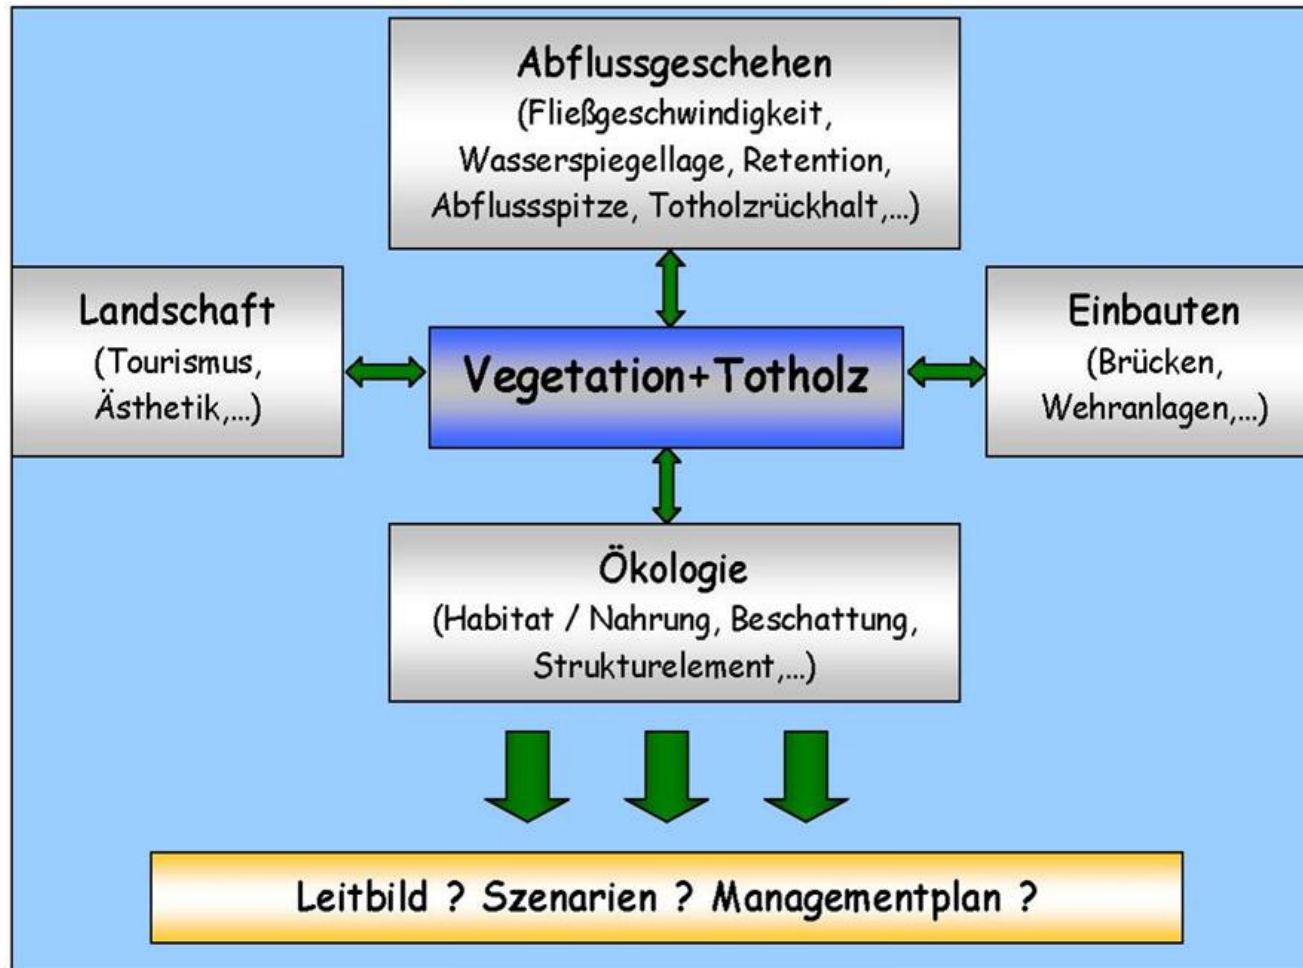 Abflussgeschehen
(Fließgeschwindigkeit,
Wasserspiegellage, Retention,
Abflussspitze, Totholzrückhalt,...)
Landschaft
(Tourismus,
Ästhetik,...)
Vegetation+Totholz
Einbauten
(Brücken,
Wehranlagen,...)
Ökologie
(Habitat / Nahrung, Beschattung,
Strukturelement,...)
Leitbild ? Szenarien ? Managementplan ?